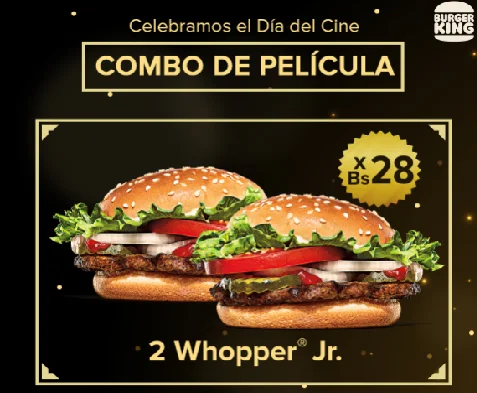 Celebramos el Día del Cine
BURGER
KING
COMBO DE PELÍCULA
x
Bs 28
2 Whopper® Jr.